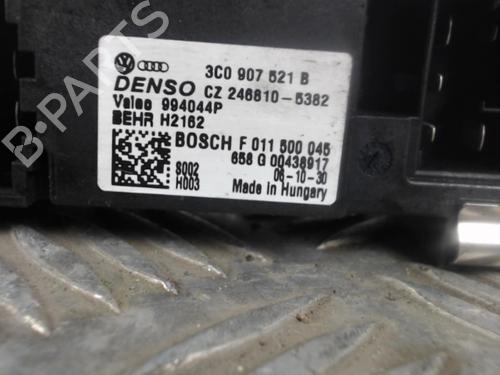 3C0 907 521 B
DENSO CZ 246810-5382
Valeo 994044P
BEHR H2162
BOSCH F 011 500 045
658 G 00438917
S002 06-10-30
H003 Made in Hungary
B-PARTS